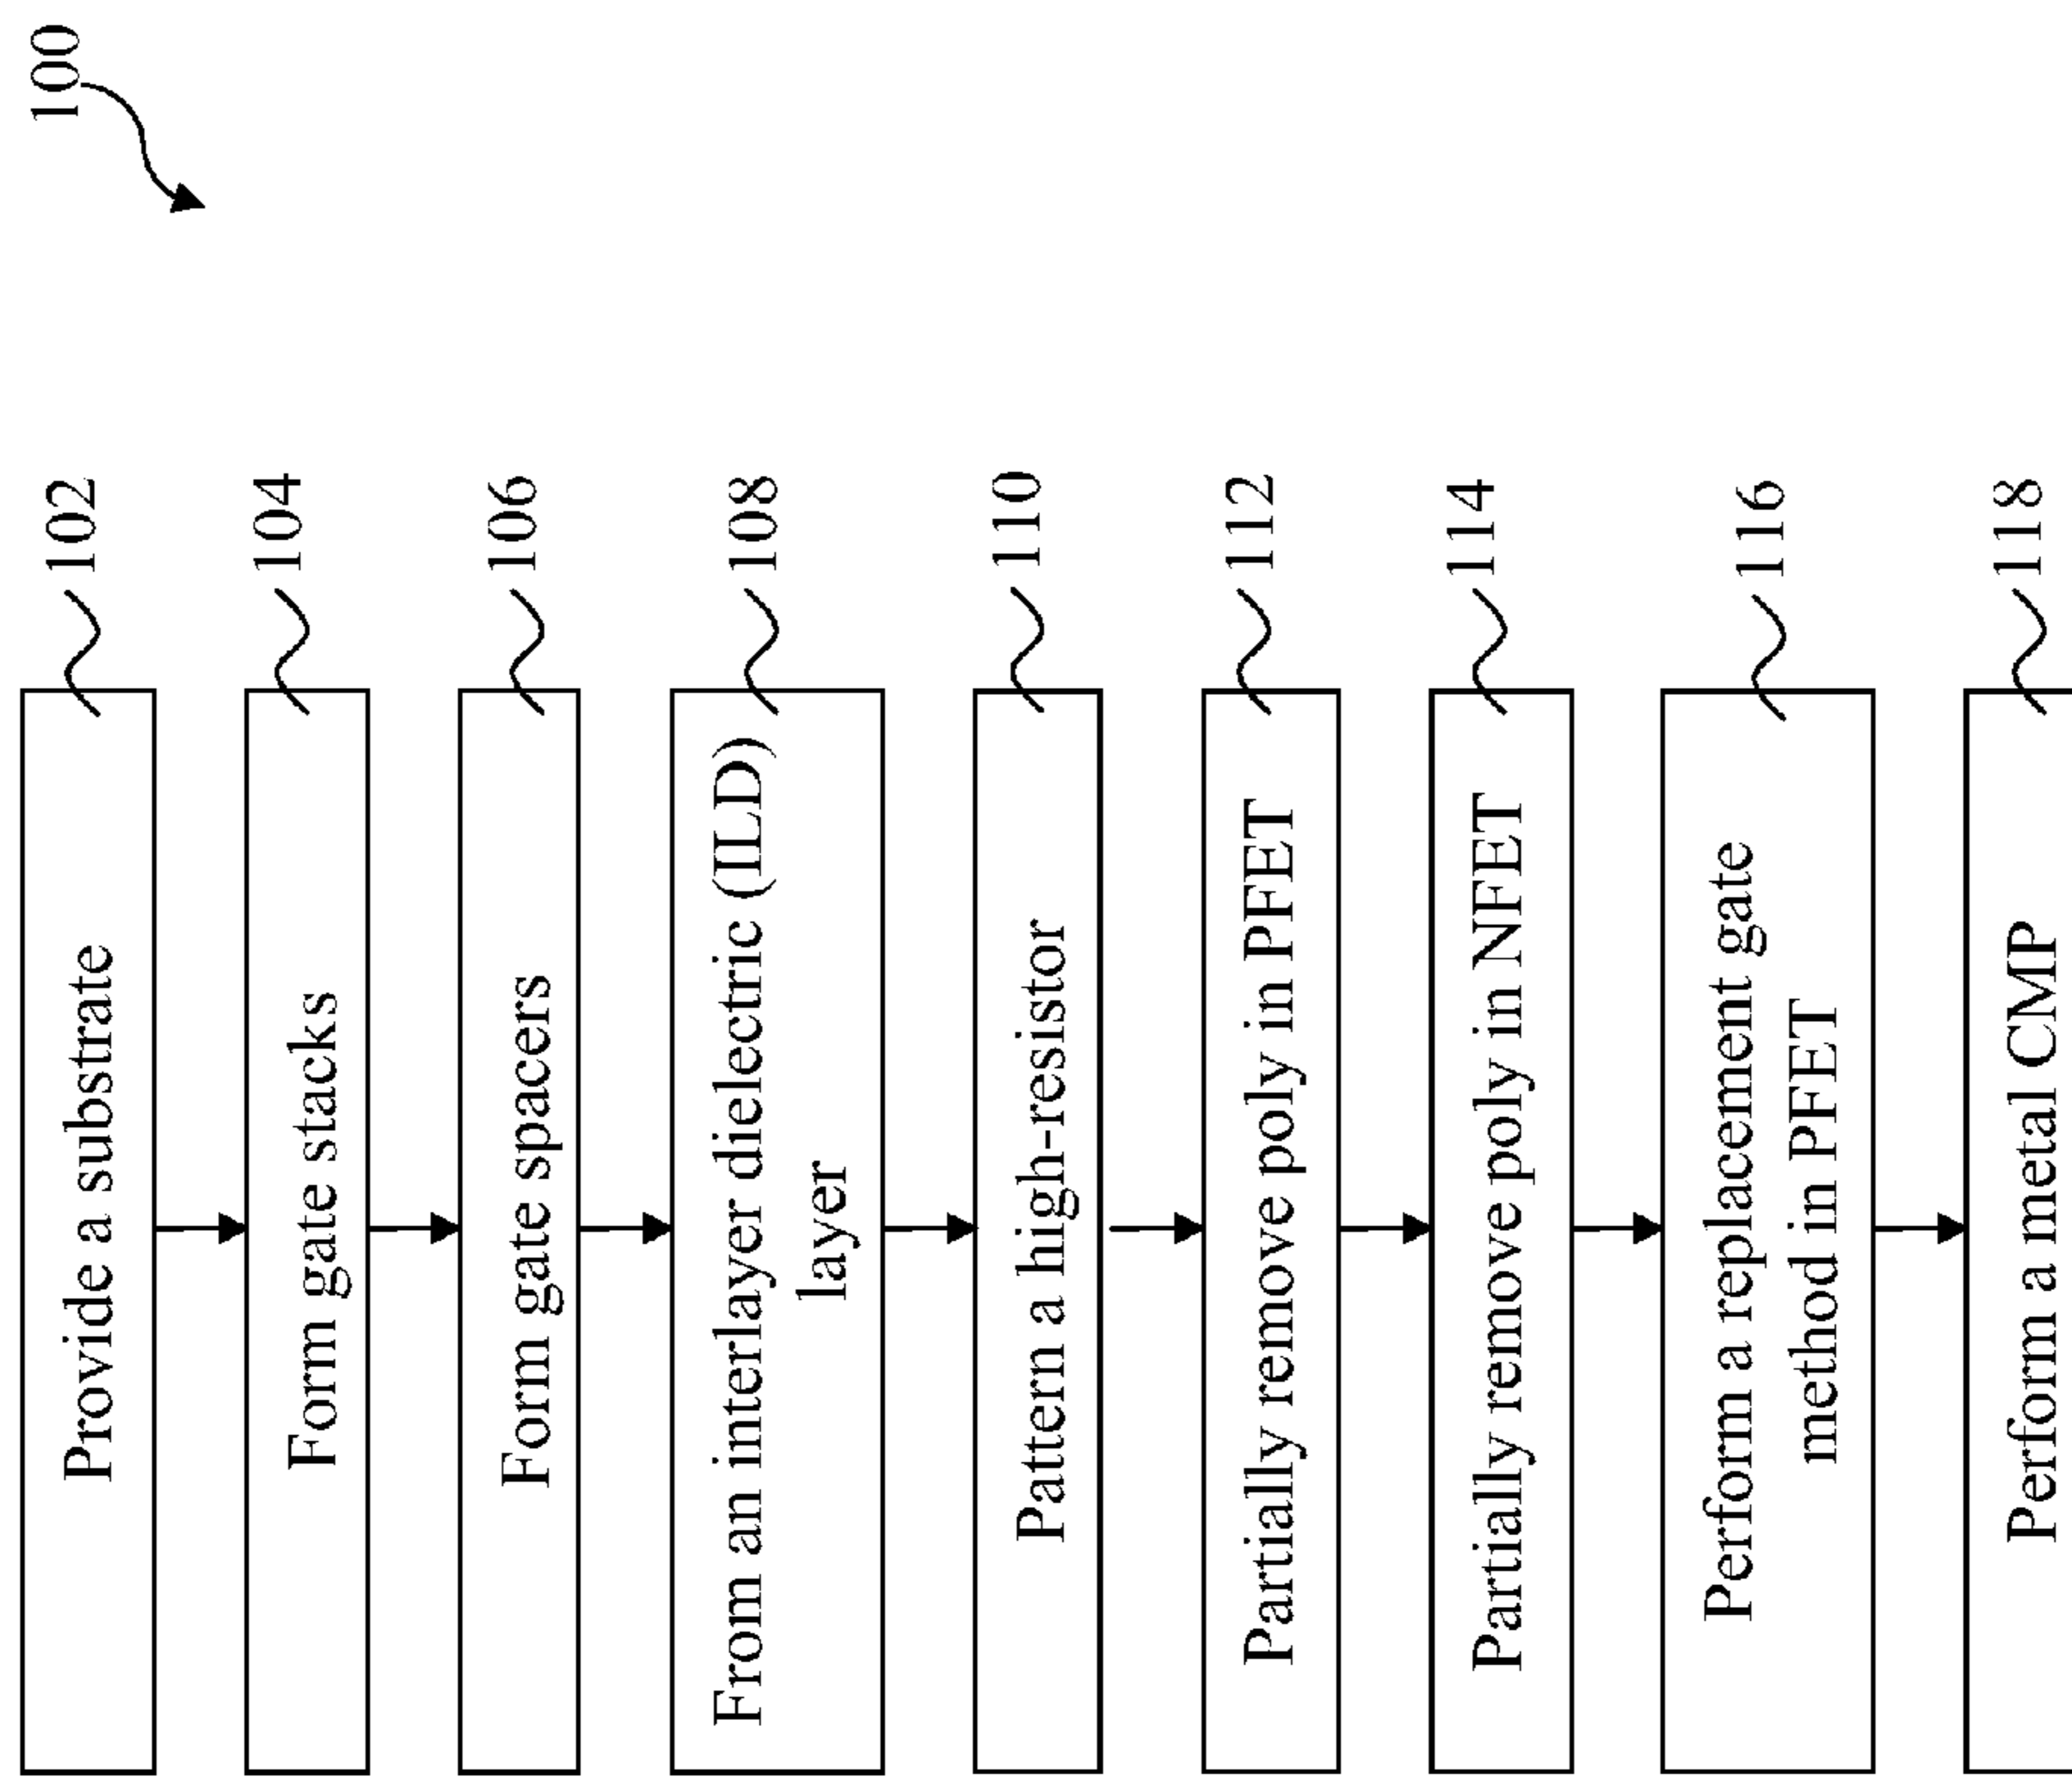 100
Provide a substrate
102
Form gate stacks
104
Form gate spacers
106
From an interlayer dielectric (ILD)
layer
108
Pattern a high-resistor
110
Partially remove poly in PFET
112
Partially remove poly in NFET
114
Perform a replacement gate
method in PFET
116
Perform a metal CMP
118